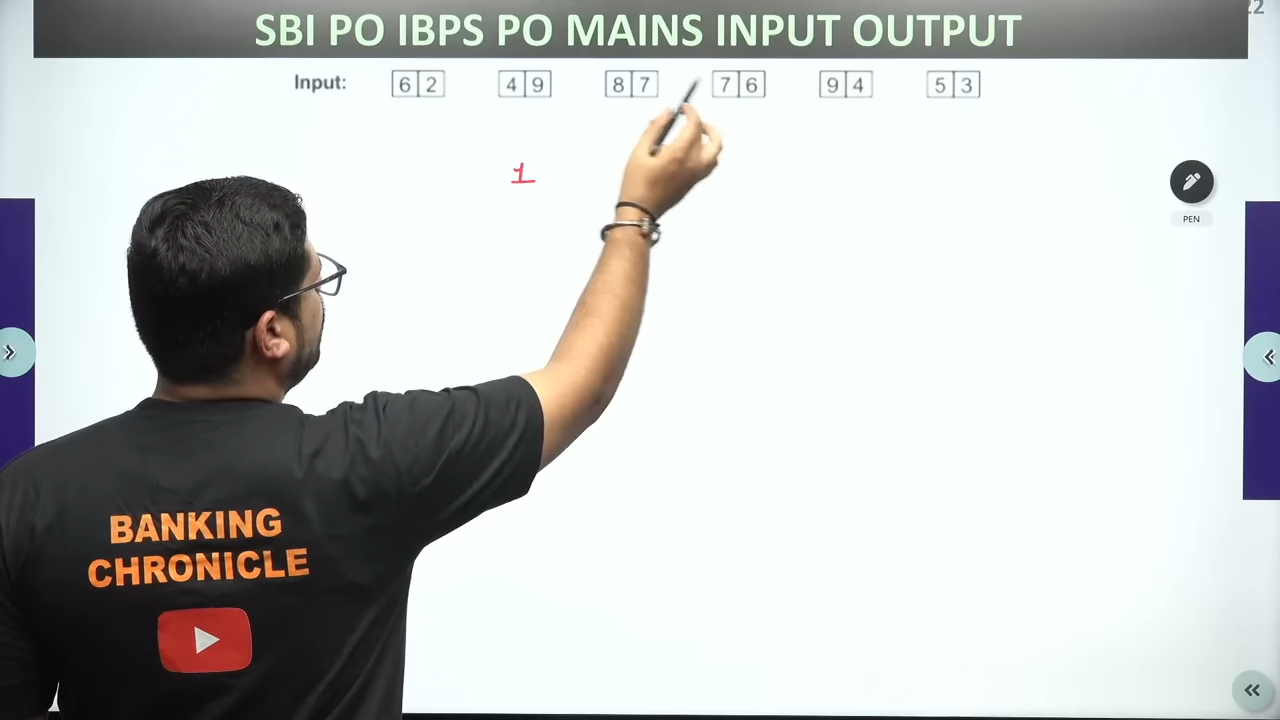 22
SBI PO IBPS PO MAINS INPUT OUTPUT
Input: 6 2 4 9 8 7 7 6 9 4 5 3
1
PEN
BANKING
CHRONICLE